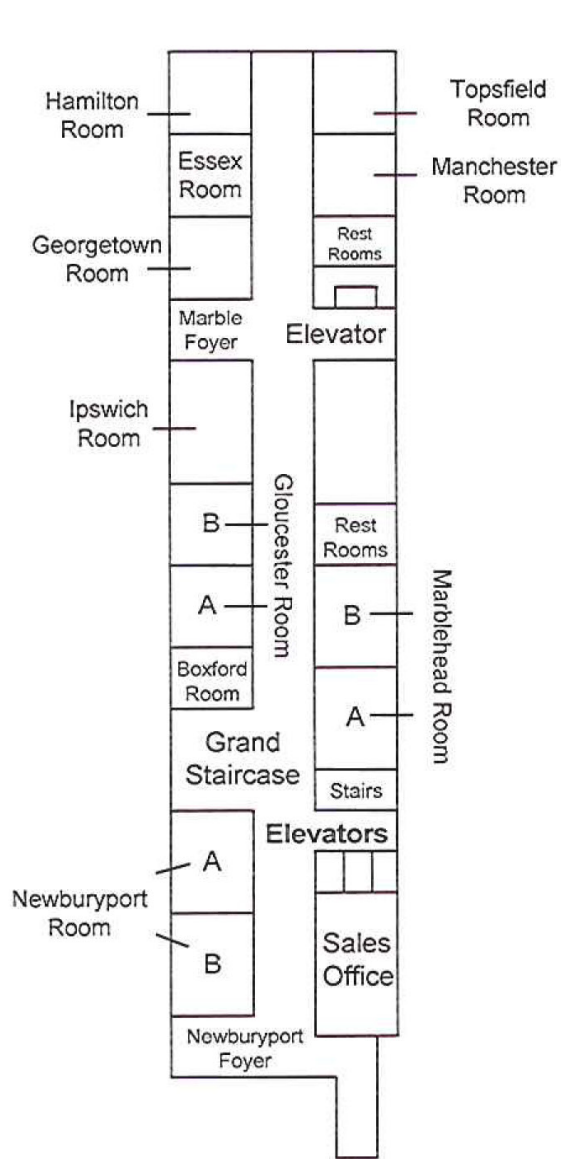 Hamilton
Room
Topsfield
Room
Essex
Room
Manchester
Room
Georgetown
Room
Rest
Rooms
Marble
Foyer
Elevator
Ipswich
Room
B
A
Gloucester Room
Rest
Rooms
B
A
Marblehead Room
Boxford
Room
Grand
Staircase
Stairs
Elevators
A
Newburyport
Room
B
Sales
Office
Newburyport
Foyer